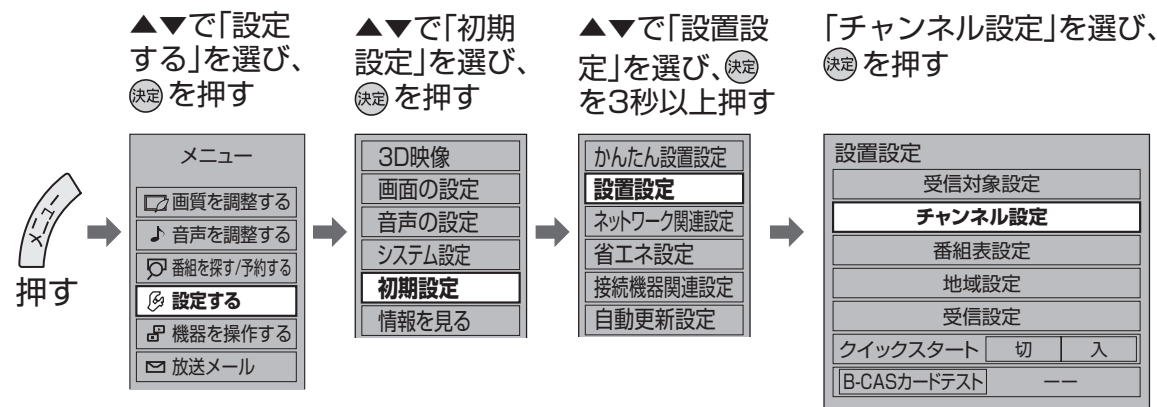 ▲▼で「設定
する」を選び、
決定 を押す
▲▼で「初期
設定」を選び、
決定 を押す
▲▼で「設置設
定」を選び、決定
を3秒以上押す
「チャンネル設定」を選び、
決定 を押す
メニュー
押す
メニュー
画質を調整する
音声を調整する
番組を探す/予約する
設定する
機器を操作する
放送メール
3D映像
画面の設定
音声の設定
システム設定
初期設定
情報を見る
かんたん設置設定
設置設定
ネットワーク関連設定
省エネ設定
接続機器関連設定
自動更新設定
設置設定
受信対象設定
チャンネル設定
番組表設定
地域設定
受信設定
クイックスタート 切 入
B-CASカードテスト −−